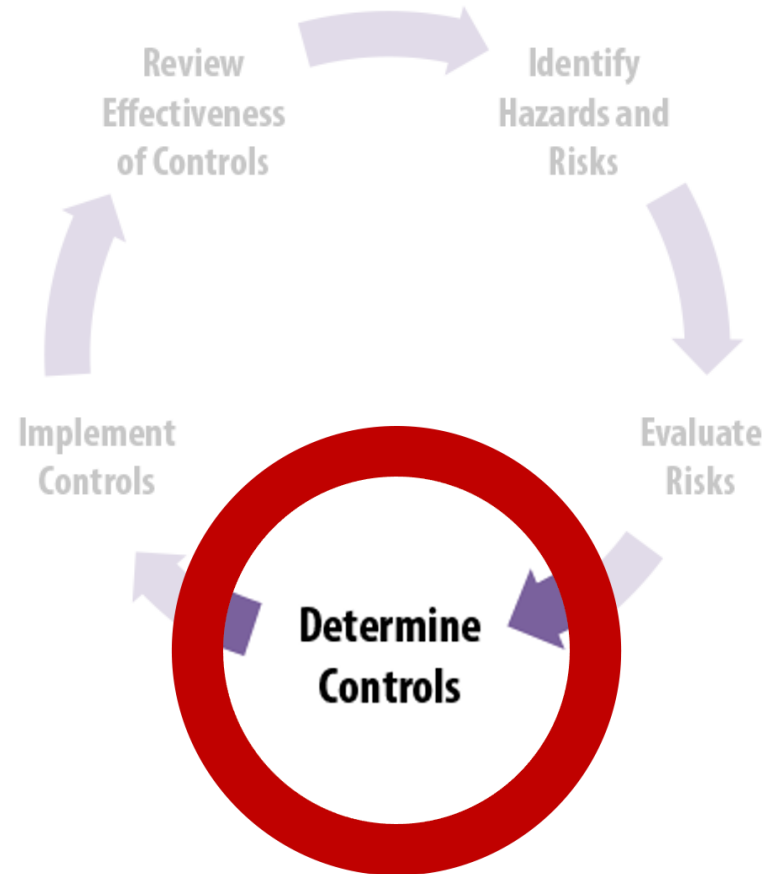 Review
Effectiveness
of Controls
Identify
Hazards and
Risks
Evaluate
Risks
Determine
Controls
Implement
Controls